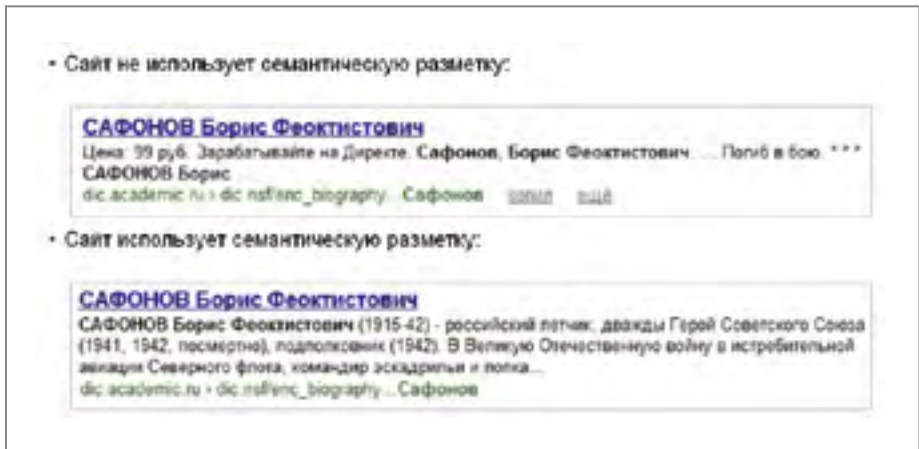 • Сайт не использует семантическую разметку:
САФОНОВ Борис Феоктистович
Цена: 99 руб. Зарабатывайте на Директе. Сафонов, Борис Феоктистович. ... Погиб в бою. * * *
САФОНОВ Борис
dic.academic.ru › dic.nsf/enc_biography...Сафонов копия ещё
• Сайт использует семантическую разметку:
САФОНОВ Борис Феоктистович
САФОНОВ Борис Феоктистович (1915-42) - российский летчик, дважды Герой Советского Союза
(1941, 1942, посмертно), подполковник (1942). В Великую Отечественную войну в истребительной
авиации Северного флота, командир эскадрильи и полка...
dic.academic.ru › dic.nsf/enc_biography...Сафонов